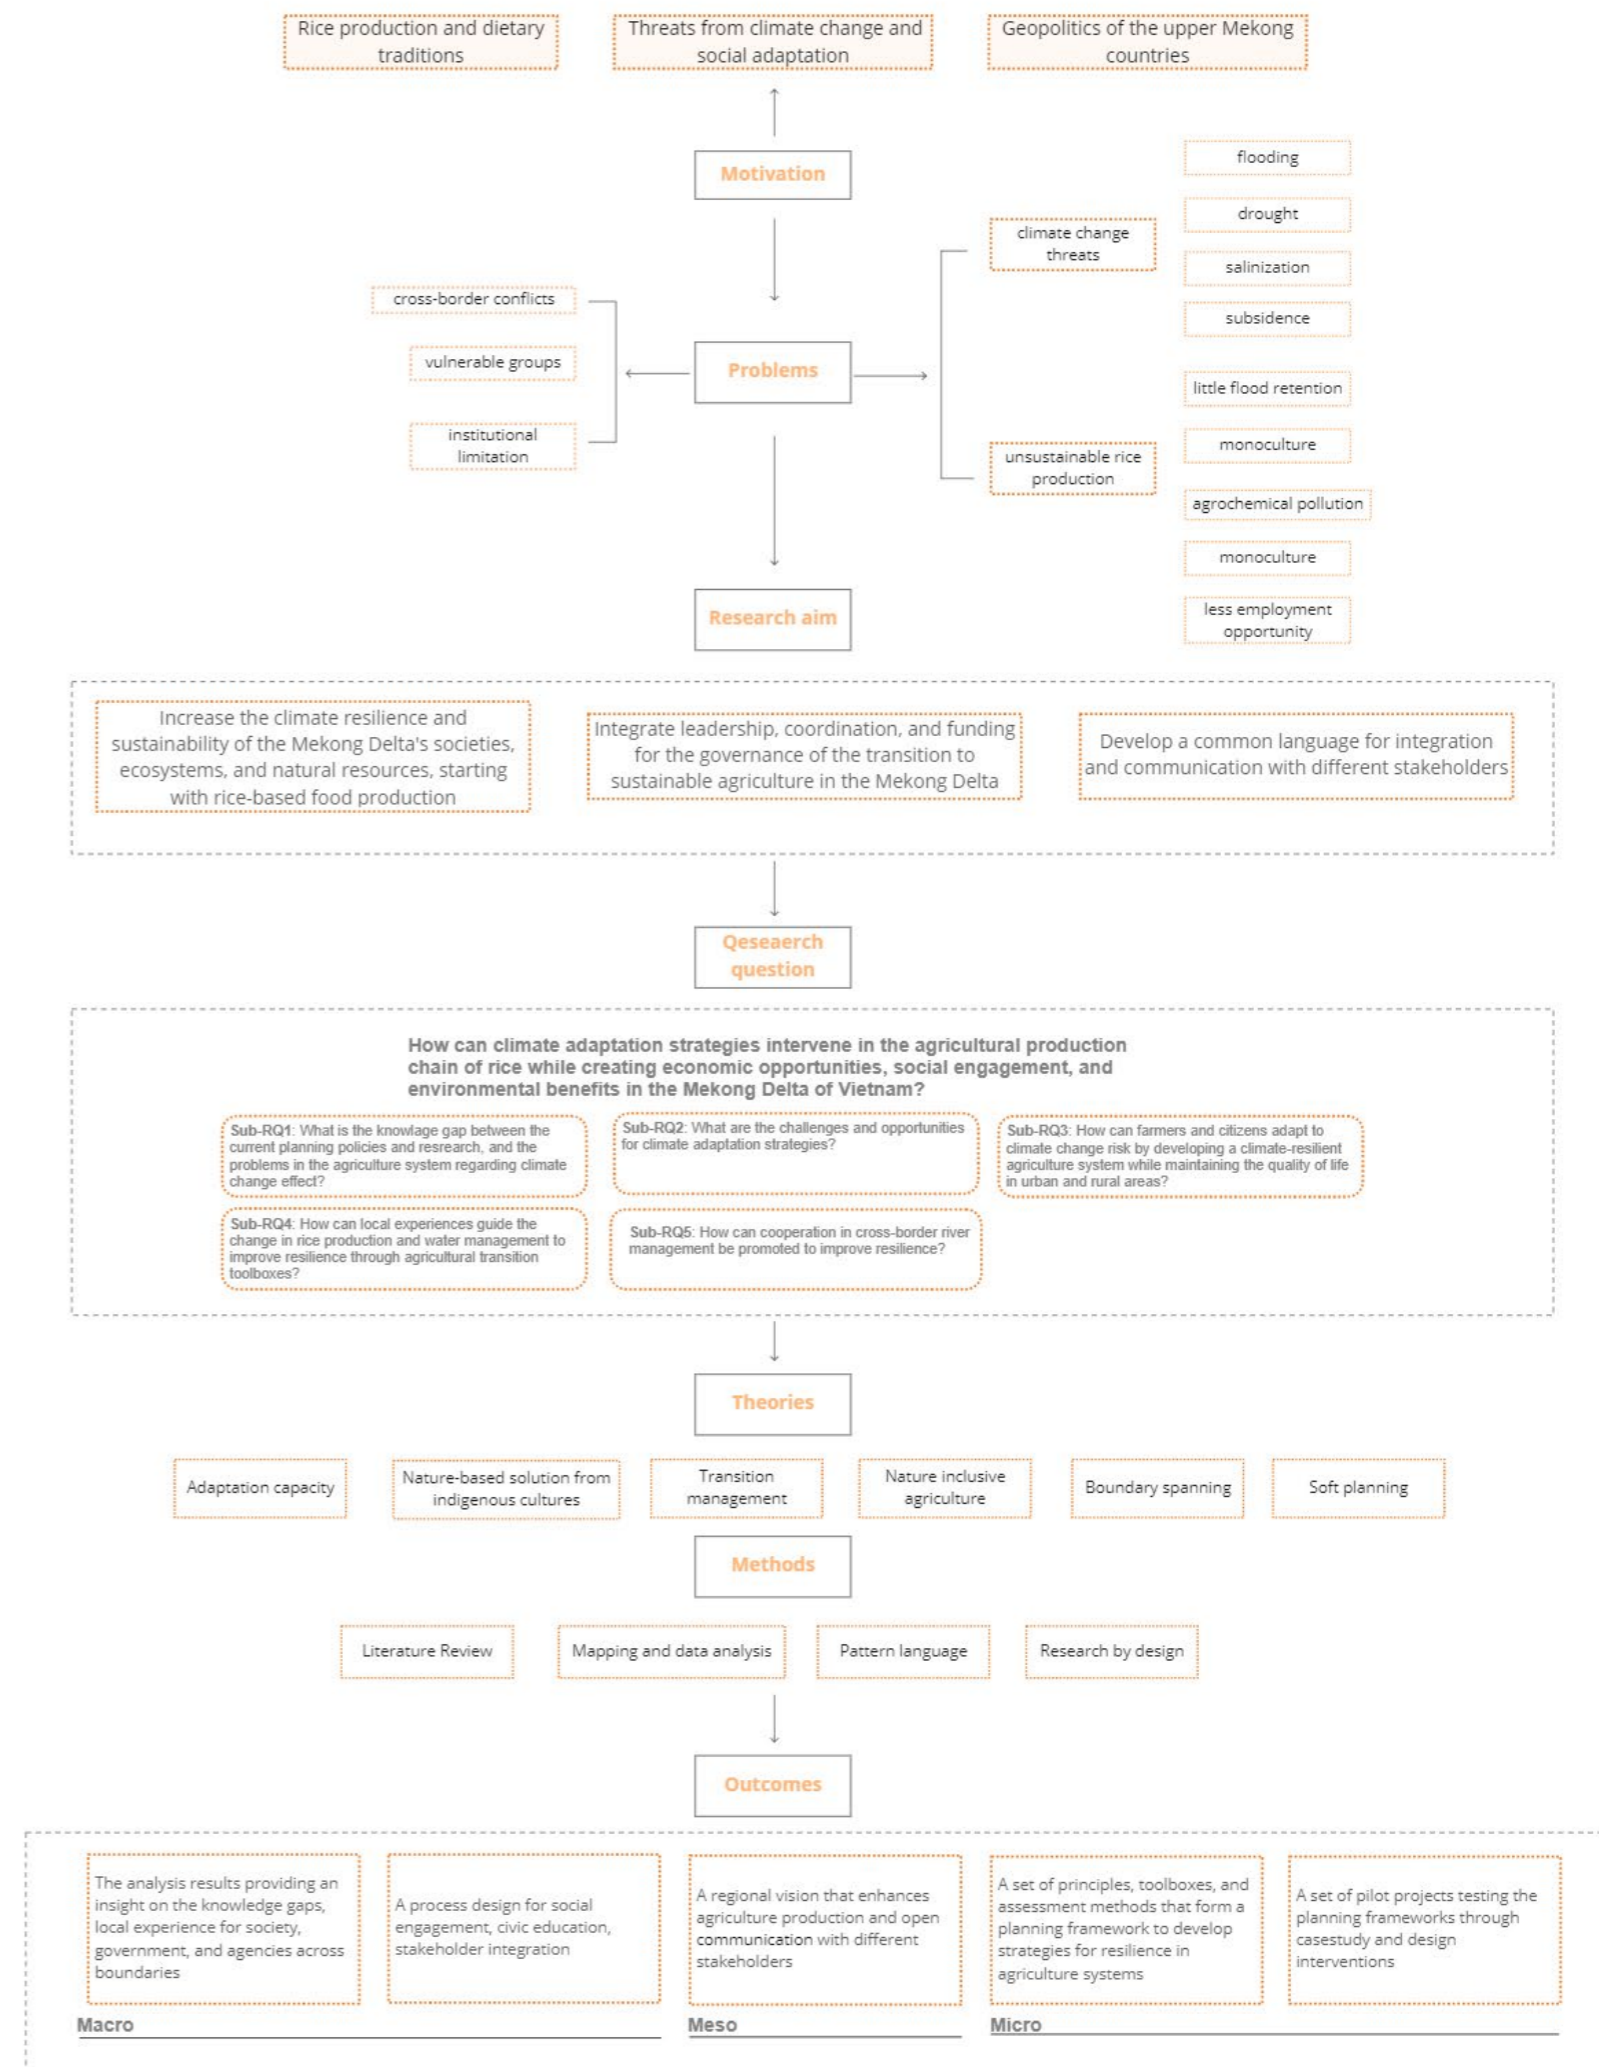 Rice production and dietary
traditions
Threats from climate change and
social adaptation
Geopolitics of the upper Mekong
countries
Motivation
flooding
drought
climate change
threats
salinization
cross-border conflicts
subsidence
vulnerable groups
Problems
little flood retention
institutional
limitation
monoculture
unsustainable rice
production
agrochemical pollution
monoculture
Research aim
less employment
opportunity
Increase the climate resilience and
sustainability of the Mekong Delta's societies,
ecosystems, and natural resources, starting
with rice-based food production
Integrate leadership, coordination, and funding
for the governance of the transition to
sustainable agriculture in the Mekong Delta
Develop a common language for integration
and communication with different stakeholders
Qeseaerch
question
How can climate adaptation strategies intervene in the agricultural production
chain of rice while creating economic opportunities, social engagement, and
environmental benefits in the Mekong Delta of Vietnam?
Sub-RQ1: What is the knowlage gap between the
current planning policies and resrearch, and the
problems in the agriculture system regarding climate
change effect?
Sub-RQ2: What are the challenges and opportunities
for climate adaptation strategies?
Sub-RQ3: How can farmers and citizens adapt to
climate change risk by developing a climate-resilient
agriculture system while maintaining the quality of life
in urban and rural areas?
Sub-RQ4: How can local experiences guide the
change in rice production and water management to
improve resilience through agricultural transition
toolboxes?
Sub-RQ5: How can cooperation in cross-border river
management be promoted to improve resilience?
Theories
Adaptation capacity
Nature-based solution from
indigenous cultures
Transition
management
Nature inclusive
agriculture
Boundary spanning
Soft planning
Methods
Literature Review
Mapping and data analysis
Pattern language
Research by design
Outcomes
The analysis results providing an
insight on the knowledge gaps,
local experience for society,
government, and agencies across
boundaries
A process design for social
engagement, civic education,
stakeholder integration
A regional vision that enhances
agriculture production and open
communication with different
stakeholders
A set of principles, toolboxes, and
assessment methods that form a
planning framework to develop
strategies for resilience in
agriculture systems
A set of pilot projects testing the
planning frameworks through
casestudy and design
interventions
Macro
Meso
Micro